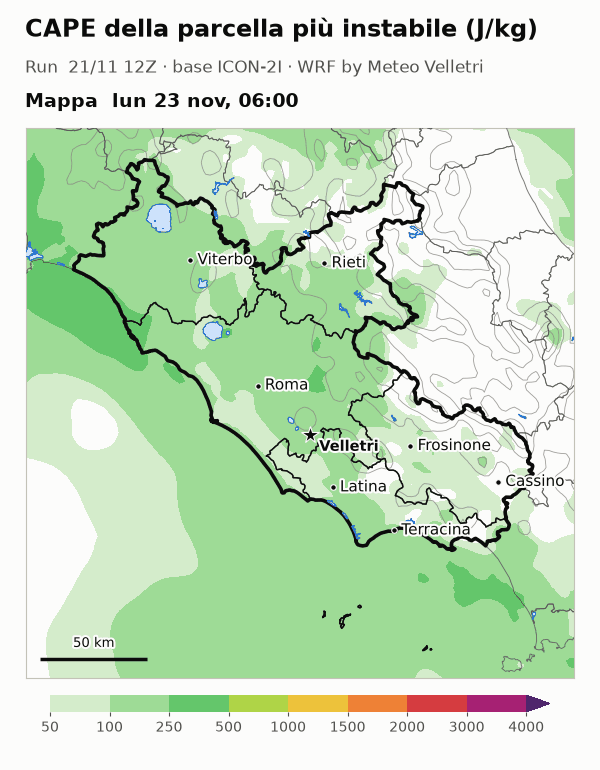 CAPE della parcella più instabile (J/kg)
Run  21/11 12Z · base ICON-2I · WRF by Meteo Velletri
Mappa  lun 23 nov, 06:00
Viterbo
Rieti
Roma
Velletri
Frosinone
Cassino
Latina
Terracina
50 km
50 100 250 500 1000 1500 2000 3000 4000